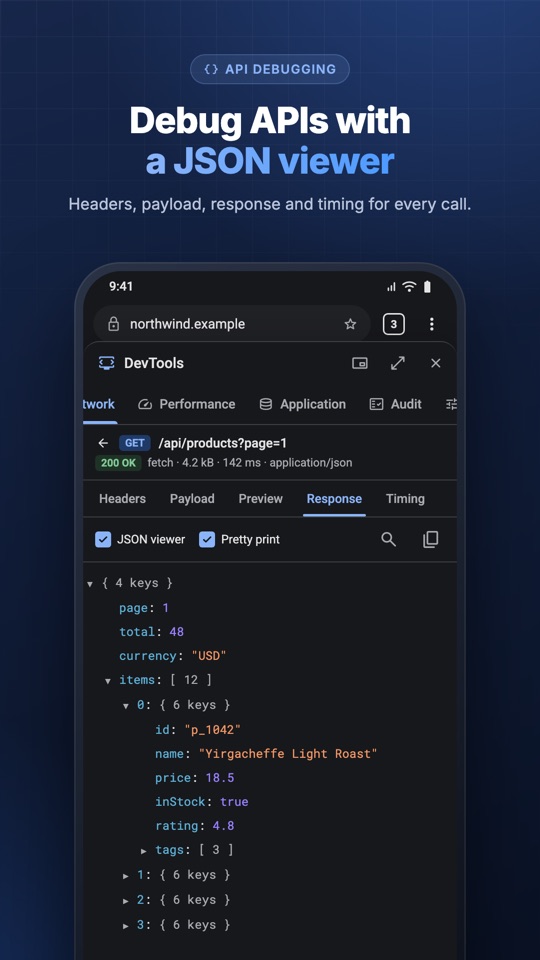 {} API DEBUGGING
Debug APIs with
a JSON viewer
Headers, payload, response and timing for every call.
9:41
northwind.example
3
DevTools
twork Performance Application Audit
GET /api/products?page=1
200 OK fetch · 4.2 kB · 142 ms · application/json
Headers Payload Preview Response Timing
JSON viewer Pretty print
▼ { 4 keys }
page: 1
total: 48
currency: "USD"
▼ items: [ 12 ]
▼ 0: { 6 keys }
id: "p_1042"
name: "Yirgacheffe Light Roast"
price: 18.5
inStock: true
rating: 4.8
▶ tags: [ 3 ]
▶ 1: { 6 keys }
▶ 2: { 6 keys }
▶ 3: { 6 keys }